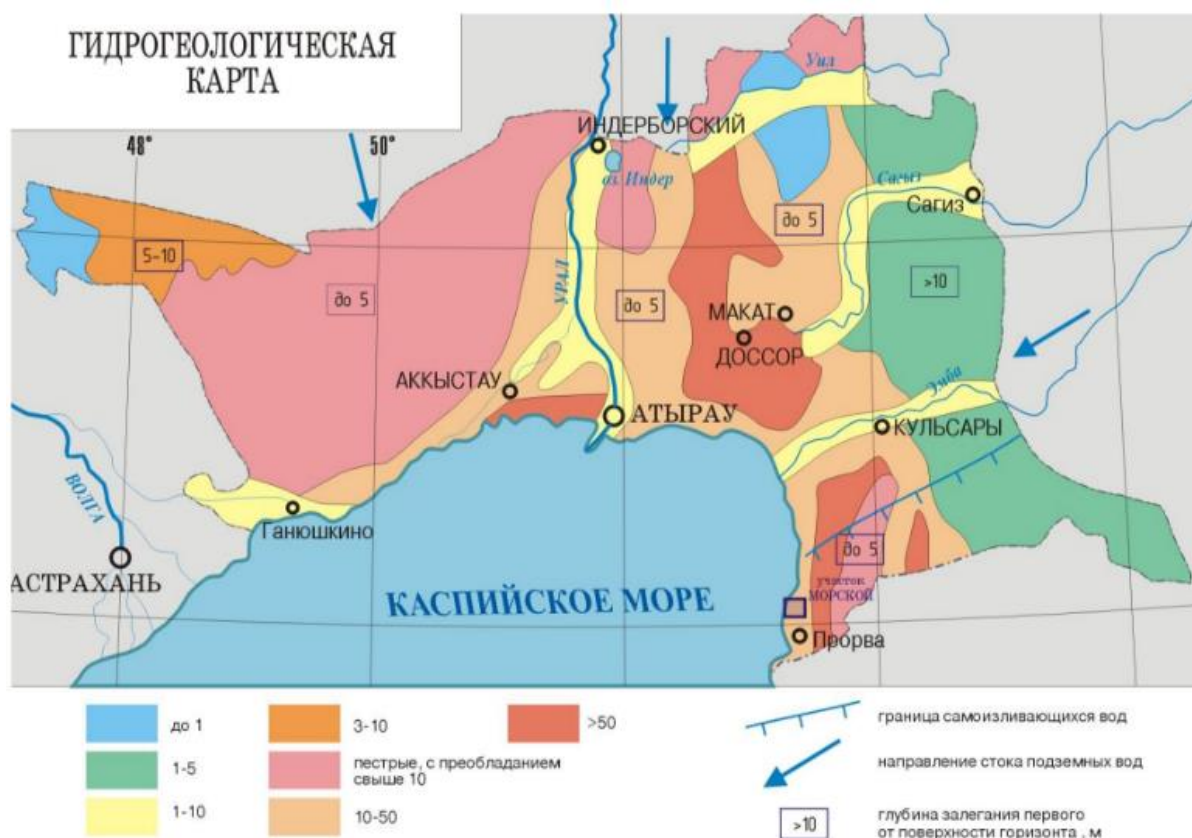 ГИДРОГЕОЛОГИЧЕСКАЯ
КАРТА
48°
50°
ИНДЕРБОРСКИЙ
Уил
оз. Индер
Сагыз
Сагиз
5-10
до 5
до 5
до 5
>10
УРАЛ
МАКАТ
ДОССОР
АККЫСТАУ
АТЫРАУ
Эмба
КУЛЬСАРЫ
ВОЛГА
Ганюшкино
АСТРАХАНЬ
до 5
участок
МОРСКОЙ
КАСПИЙСКОЕ МОРЕ
Прорва
до 1
3-10
>50
граница самоизливающихся вод
1-5
пестрые, с преобладанием
свыше 10
направление стока подземных вод
1-10
10-50
>10
глубина залегания первого
от поверхности горизонта , м